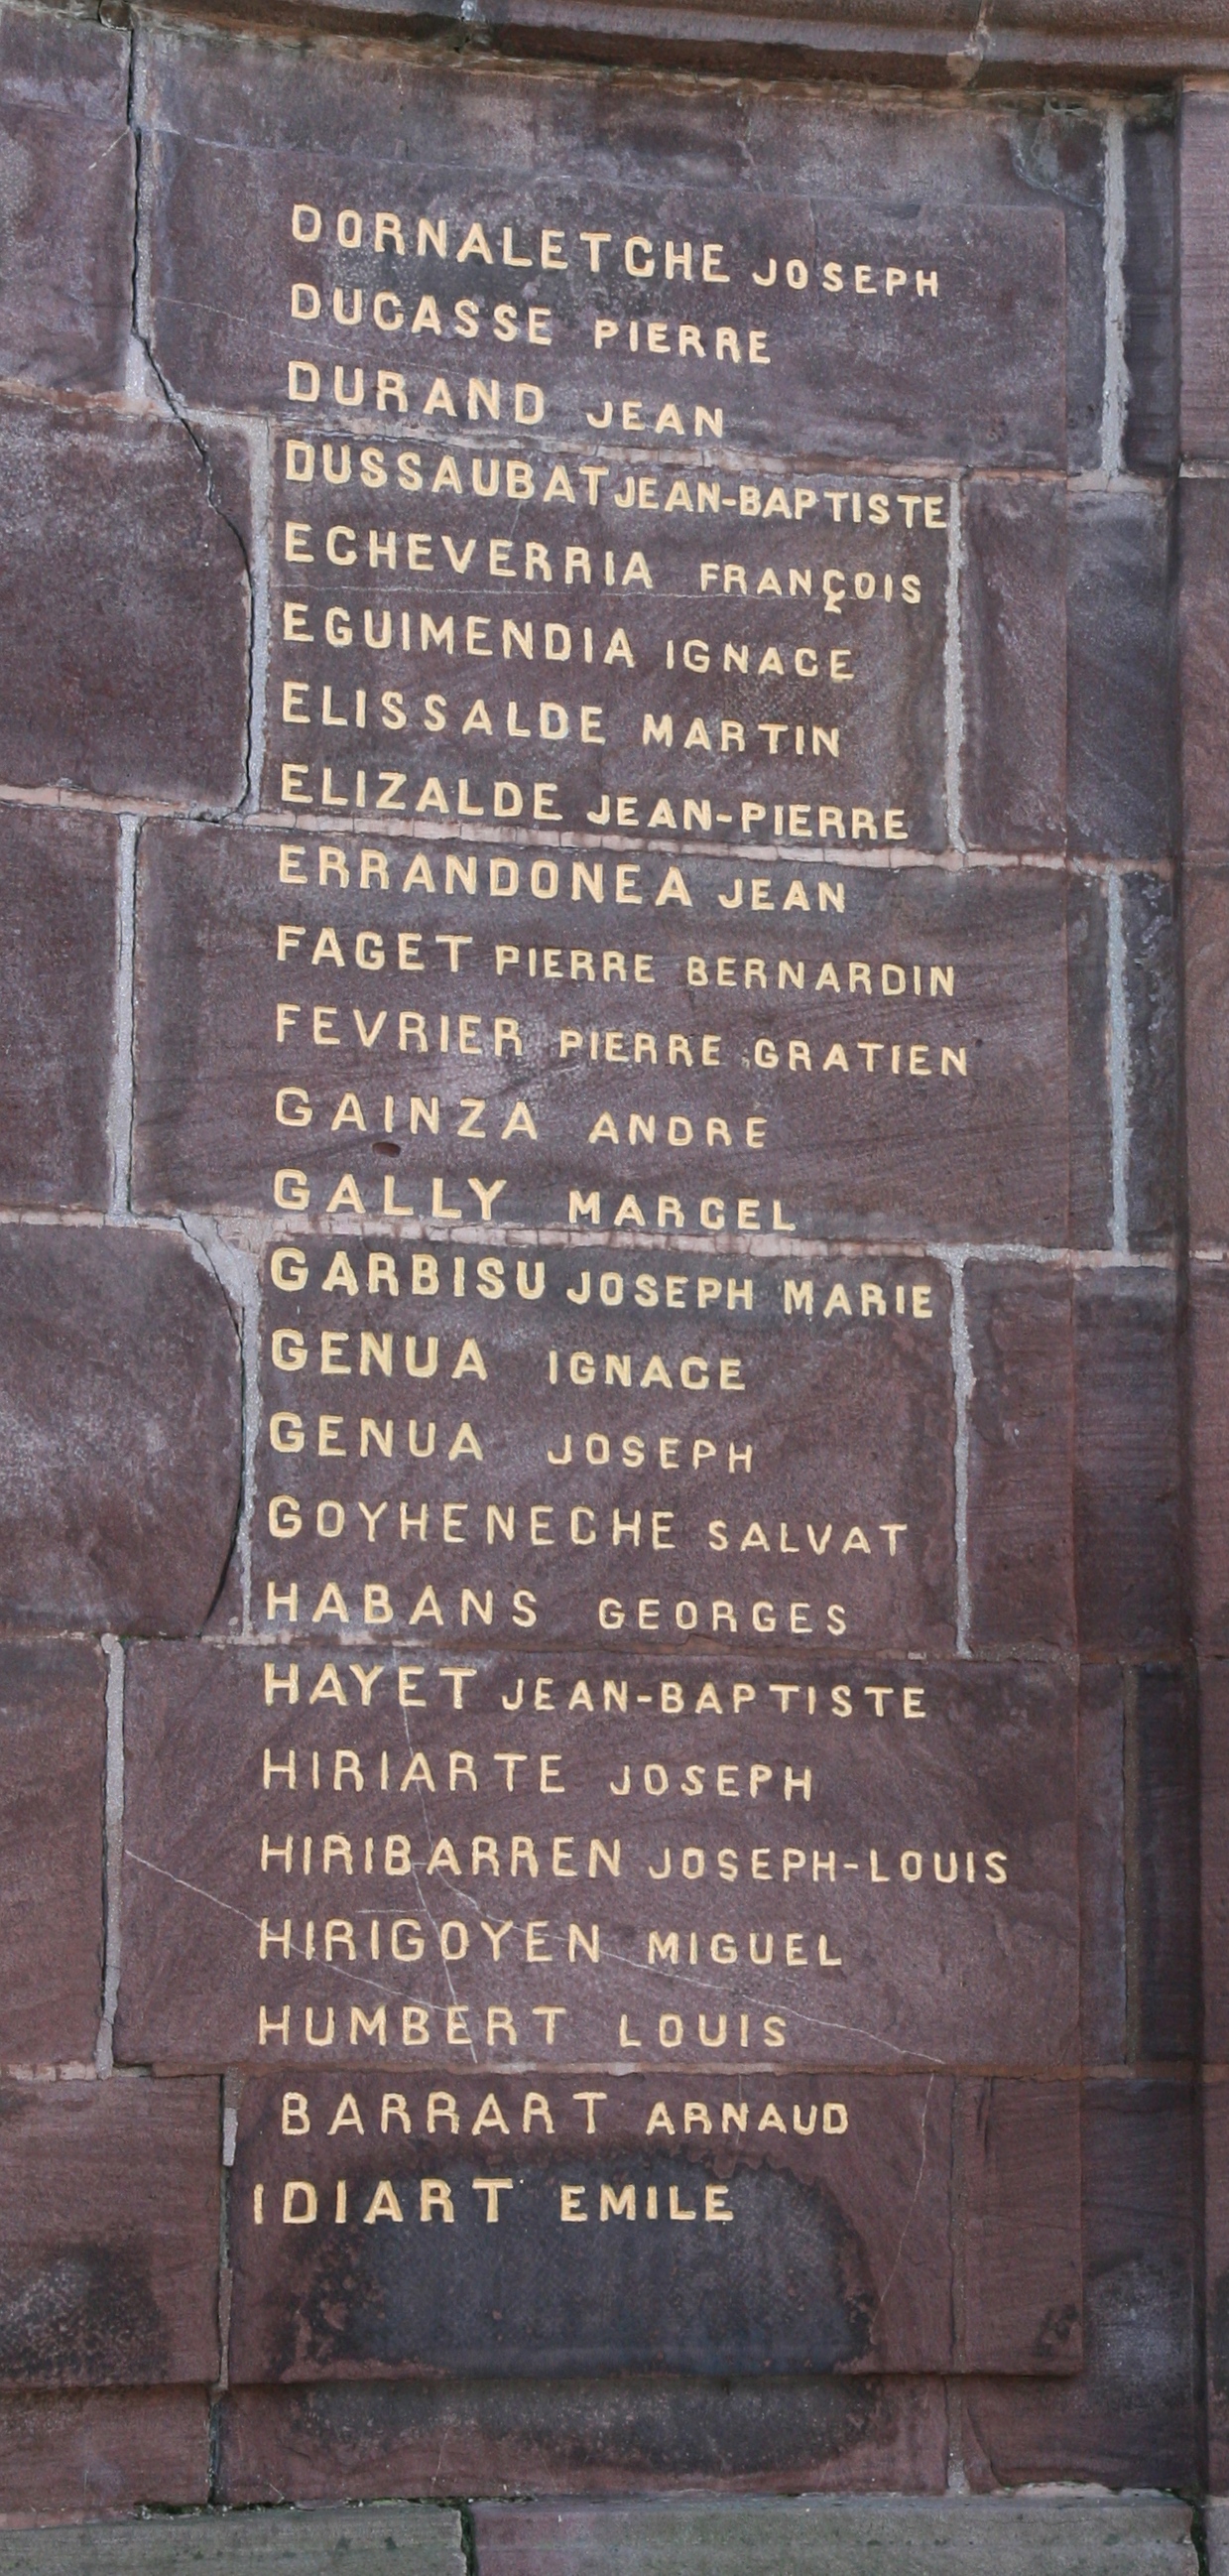 DORNALETCHE JOSEPH
DUCASSE PIERRE
DURAND JEAN
DUSSAUBAT JEAN-BAPTISTE
ECHEVERRIA FRANÇOIS
EGUIMENDIA IGNACE
ELISSALDE MARTIN
ELIZALDE JEAN-PIERRE
ERRANDONEA JEAN
FAGET PIERRE BERNARDIN
FEVRIER PIERRE GRATIEN
GAINZA ANDRE
GALLY MARCEL
GARBISU JOSEPH MARIE
GENUA IGNACE
GENUA JOSEPH
GOYHENECHE SALVAT
HABANS GEORGES
HAYET JEAN-BAPTISTE
HIRIARTE JOSEPH
HIRIBARREN JOSEPH-LOUIS
HIRIGOYEN MIGUEL
HUMBERT LOUIS
BARRART ARNAUD
IDIART EMILE